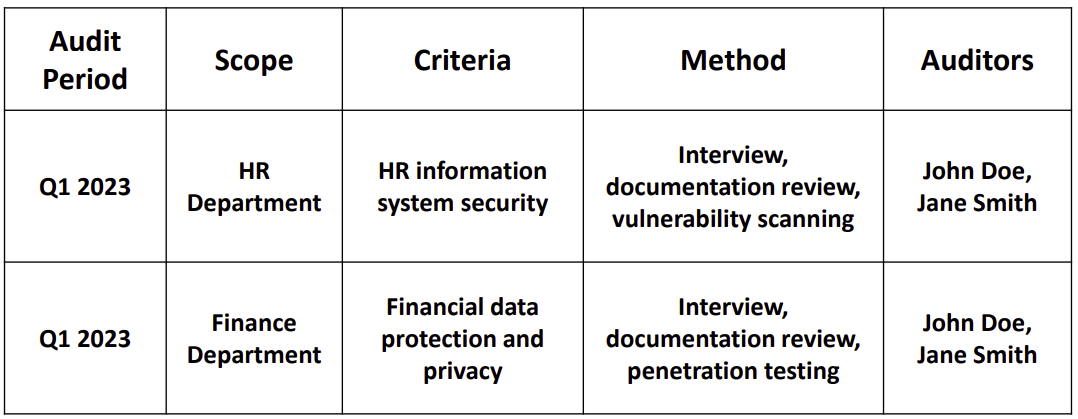 Audit
Period
Scope
Criteria
Method
Auditors
Q1 2023
HR
Department
HR information
system security
Interview,
documentation review,
vulnerability scanning
John Doe,
Jane Smith
Q1 2023
Finance
Department
Financial data
protection and
privacy
Interview,
documentation review,
penetration testing
John Doe,
Jane Smith